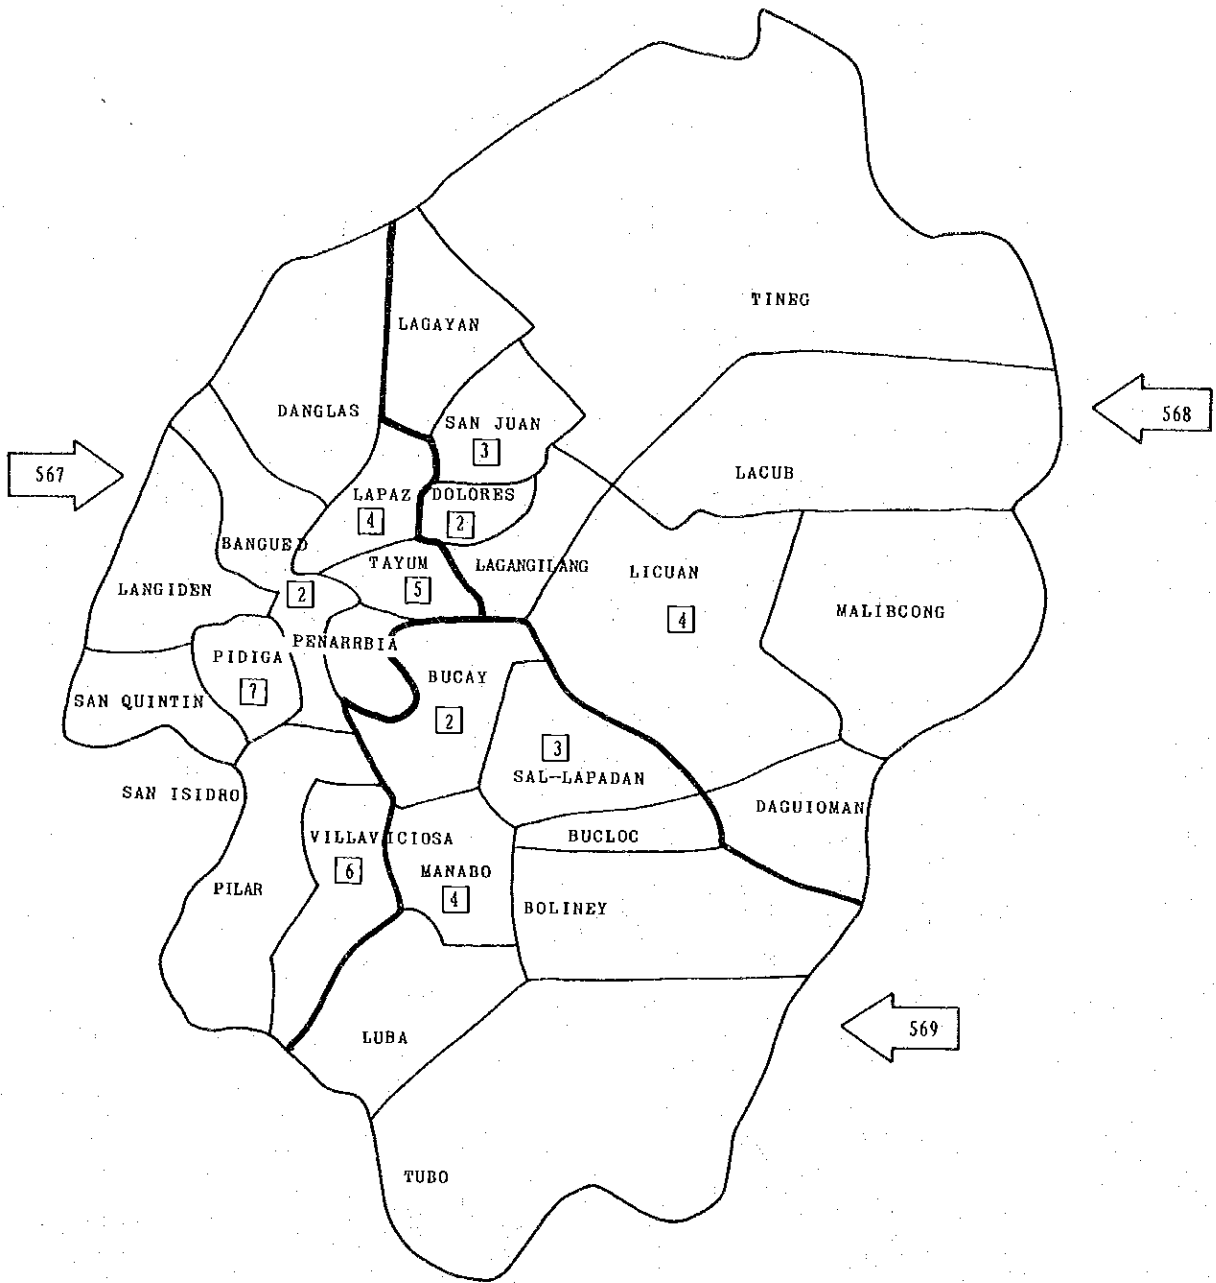 TINEG
LAGAYAN
DANGLAS
SAN JUAN
3
568
567
LACUB
LAPAZ
DOLORES
4
2
BANGUED
TAYUM
LAGANGILANG
LICUAN
5
LANGIDEN
2
4
MALIBCONG
PENARRBIA
PIDIGA
BUCAY
7
SAN QUINTIN
2
3
SAL-LAPADAN
SAN ISIDRO
DAGUIOMAN
VILLAVICIOSA
BUCLOC
6
MANABO
PILAR
4
BOLINEY
569
LUBA
TUBO